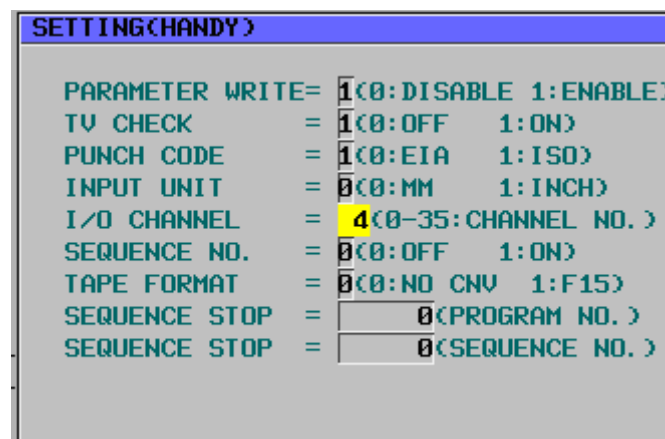 SETTING(HANDY)
PARAMETER WRITE= 1(0:DISABLE 1:ENABLE)
TV CHECK = 1(0:OFF 1:ON)
PUNCH CODE = 1(0:EIA 1:ISO)
INPUT UNIT = 0(0:MM 1:INCH)
I/O CHANNEL = 4(0-35:CHANNEL NO.)
SEQUENCE NO. = 0(0:OFF 1:ON)
TAPE FORMAT = 0(0:NO CNV 1:F15)
SEQUENCE STOP = 0(PROGRAM NO.)
SEQUENCE STOP = 0(SEQUENCE NO.)